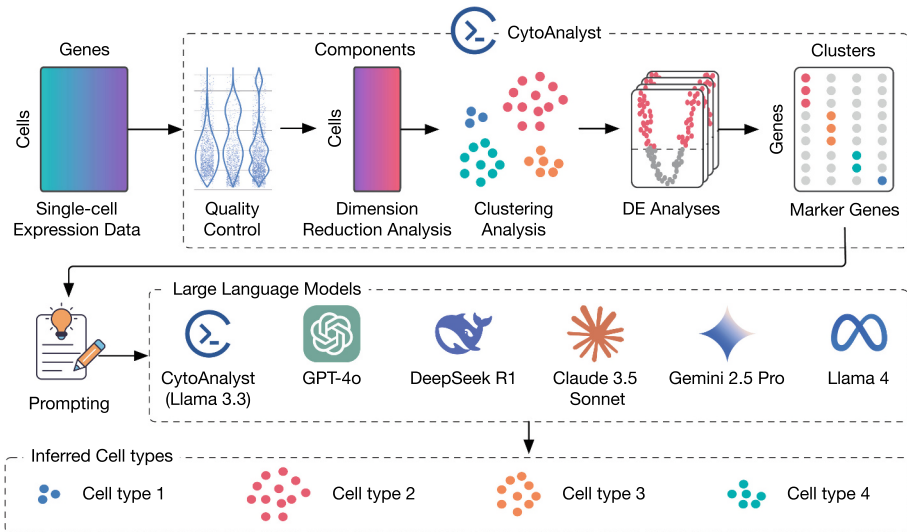 CytoAnalyst
Genes
Components
Clusters
Cells
Cells
Genes
Single-cell
Expression Data
Quality
Control
Dimension
Reduction Analysis
Clustering
Analysis
DE Analyses
Marker Genes
Large Language Models
Prompting
CytoAnalyst
(Llama 3.3)
GPT-4o
DeepSeek R1
Claude 3.5
Sonnet
Gemini 2.5 Pro
Llama 4
Inferred Cell types
Cell type 1
Cell type 2
Cell type 3
Cell type 4